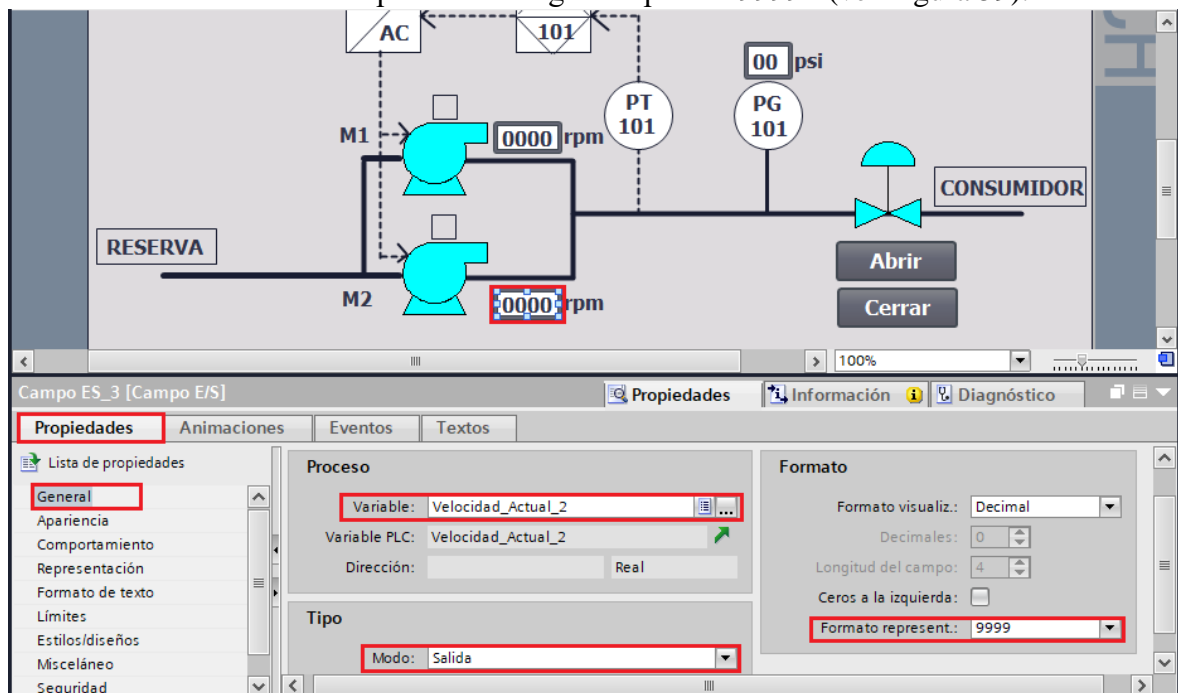 AC
101
00 psi
PT
101
PG
101
M1
0000 rpm
CONSUMIDOR
RESERVA
Abrir
M2
0000 rpm
Cerrar
100%
Campo ES_3 [Campo E/S]
Propiedades
Información
Diagnóstico
Propiedades
Animaciones
Eventos
Textos
Lista de propiedades
General
Apariencia
Comportamiento
Representación
Formato de texto
Límites
Estilos/diseños
Misceláneo
Seguridad
Proceso
Variable: Velocidad_Actual_2
Variable PLC: Velocidad_Actual_2
Dirección: Real
Tipo
Modo: Salida
Formato
Formato visualiz.: Decimal
Decimales: 0
Longitud del campo: 4
Ceros a la izquierda:
Formato represent.: 9999